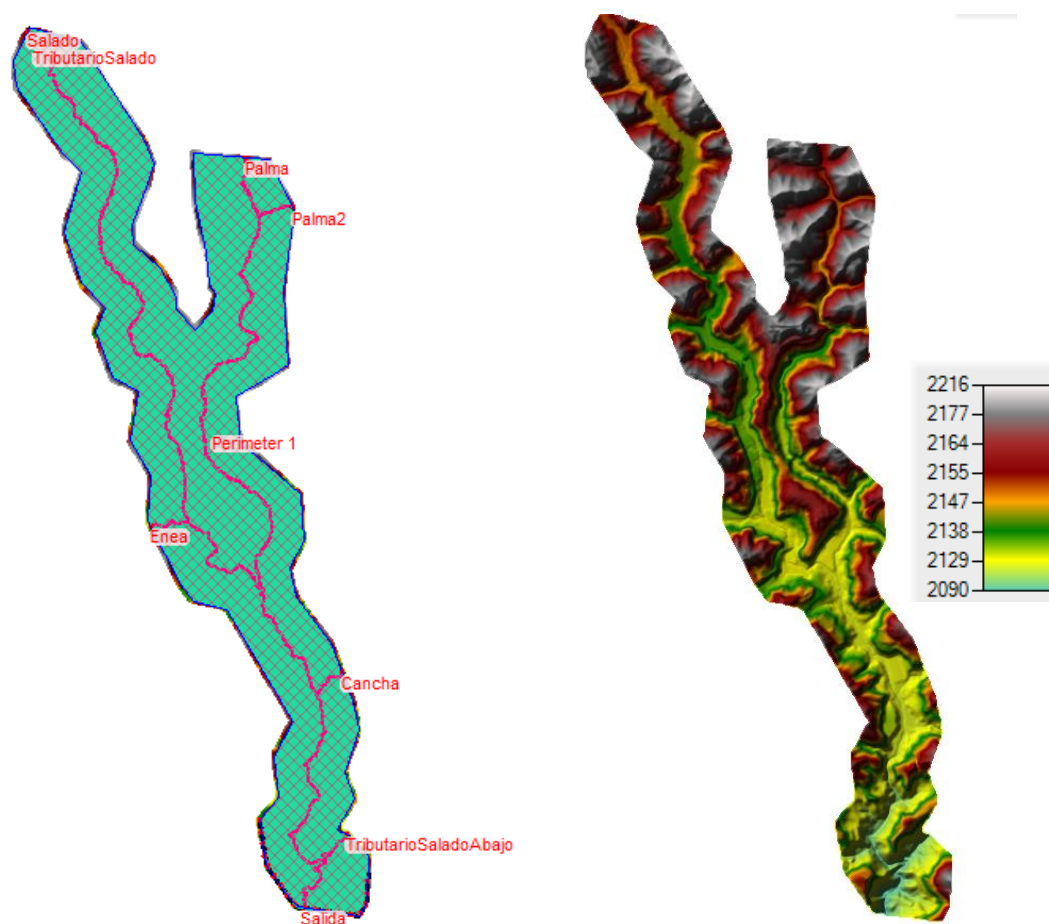 Salado
TributarioSalado
Palma
Palma2
Perimeter 1
Enea
Cancha
TributarioSaladoAbajo
Salida
2216
2177
2164
2155
2147
2138
2129
2090